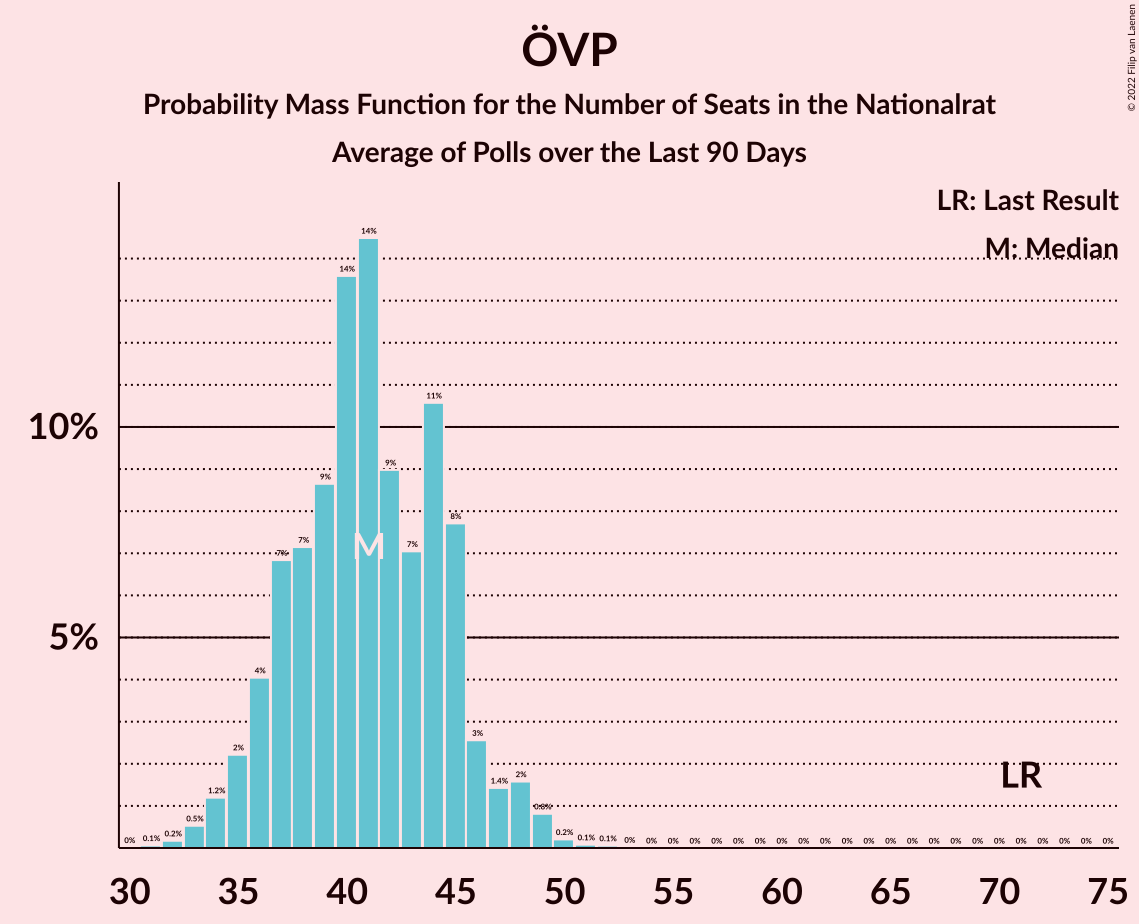 ÖVP
Probability Mass Function for the Number of Seats in the Nationalrat
Average of Polls over the Last 90 Days
© 2022 Filip van Laenen
LR: Last Result
M: Median
10%
5%
0% 0.1% 0.2% 0.5% 1.2% 2% 4% 7% 7% 9% 14% 14% 9% 7% 11% 8% 3% 1.4% 2% 0.8% 0.2% 0.1% 0.1% 0% 0% 0% 0% 0% 0% 0% 0% 0% 0% 0% 0% 0% 0% 0% 0% 0% 0% 0% 0% 0% 0% 0%
M
LR
30 35 40 45 50 55 60 65 70 75